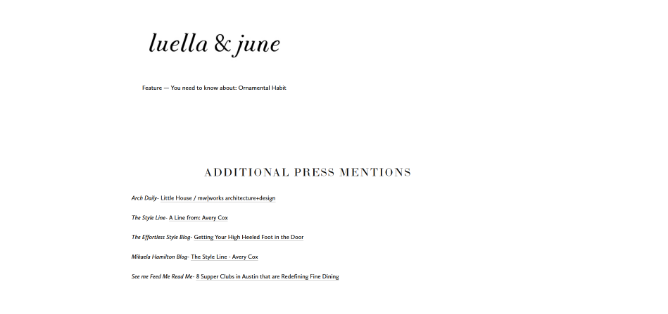 luella & june
Feature — You need to know about: Ornamental Habit
ADDITIONAL PRESS MENTIONS
Arch Daily- Little House / mw|works architecture+design
The Style Line- A Line from: Avery Cox
The Effortless Style Blog- Getting Your High Heeled Foot in the Door
Mikaela Hamilton Blog- The Style Line - Avery Cox
See me Feed Me Read Me- 8 Supper Clubs in Austin that are Redefining Fine Dining